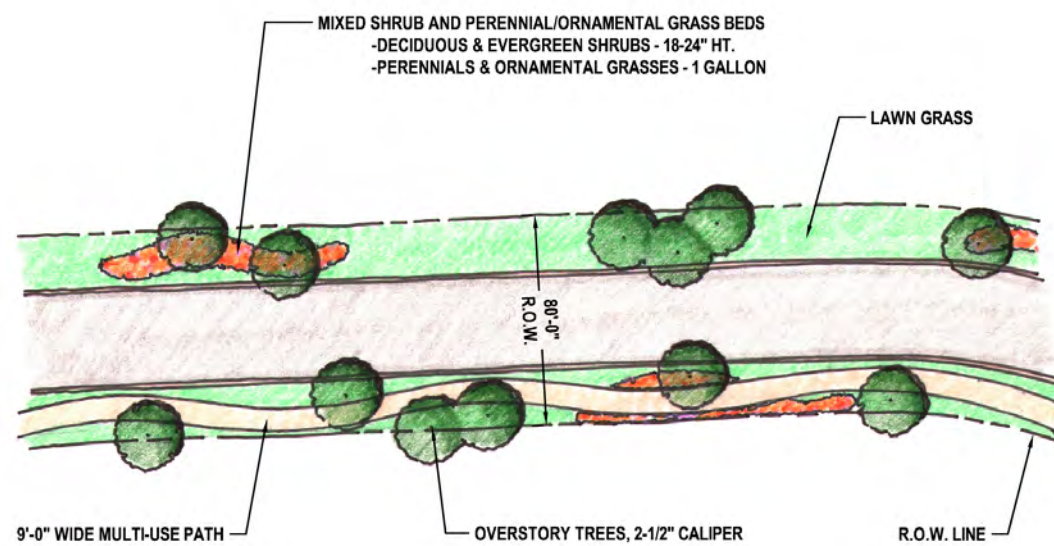 MIXED SHRUB AND PERENNIAL/ORNAMENTAL GRASS BEDS
-DECIDUOUS & EVERGREEN SHRUBS - 18-24" HT.
-PERENNIALS & ORNAMENTAL GRASSES - 1 GALLON
LAWN GRASS
80'-0"
R.O.W.
9'-0" WIDE MULTI-USE PATH
OVERSTORY TREES, 2-1/2" CALIPER
R.O.W. LINE